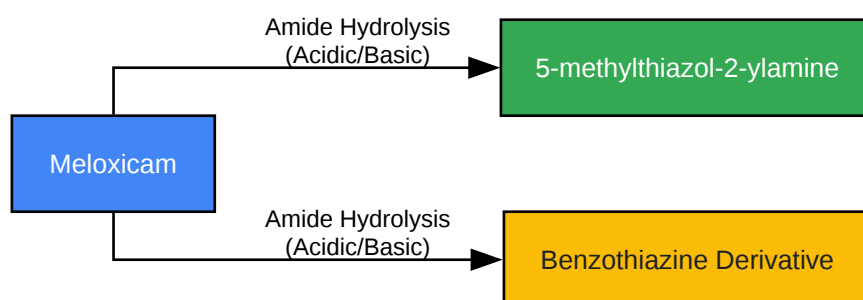 Amide Hydrolysis
(Acidic/Basic)
5-methylthiazol-2-ylamine
Meloxicam
Amide Hydrolysis
(Acidic/Basic)
Benzothiazine Derivative